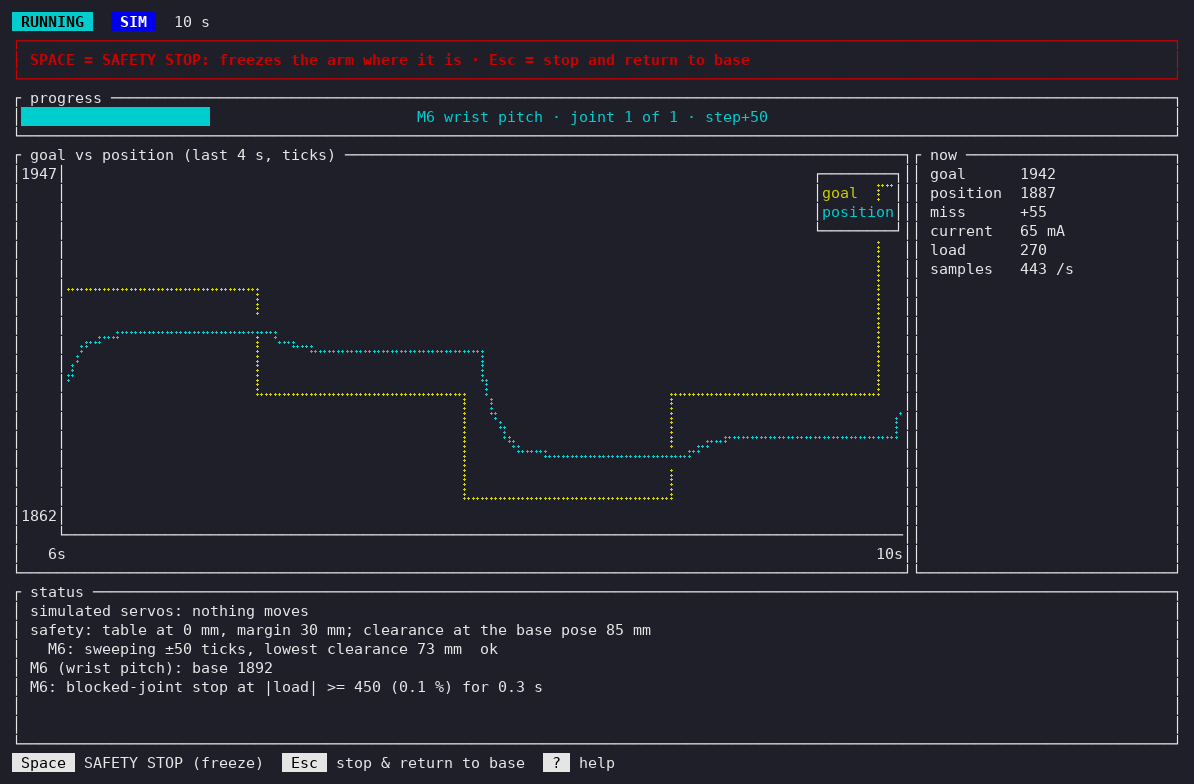 RUNNING SIM 10 s
SPACE = SAFETY STOP: freezes the arm where it is · Esc = stop and return to base
progress
M6 wrist pitch · joint 1 of 1 · step+50
goal vs position (last 4 s, ticks)
1947
goal
position
1862
6s 10s
now
goal 1942
position 1887
miss +55
current 65 mA
load 270
samples 443 /s
status
simulated servos: nothing moves
safety: table at 0 mm, margin 30 mm; clearance at the base pose 85 mm
M6: sweeping ±50 ticks, lowest clearance 73 mm ok
M6 (wrist pitch): base 1892
M6: blocked-joint stop at |load| >= 450 (0.1 %) for 0.3 s
Space SAFETY STOP (freeze) Esc stop & return to base ? help